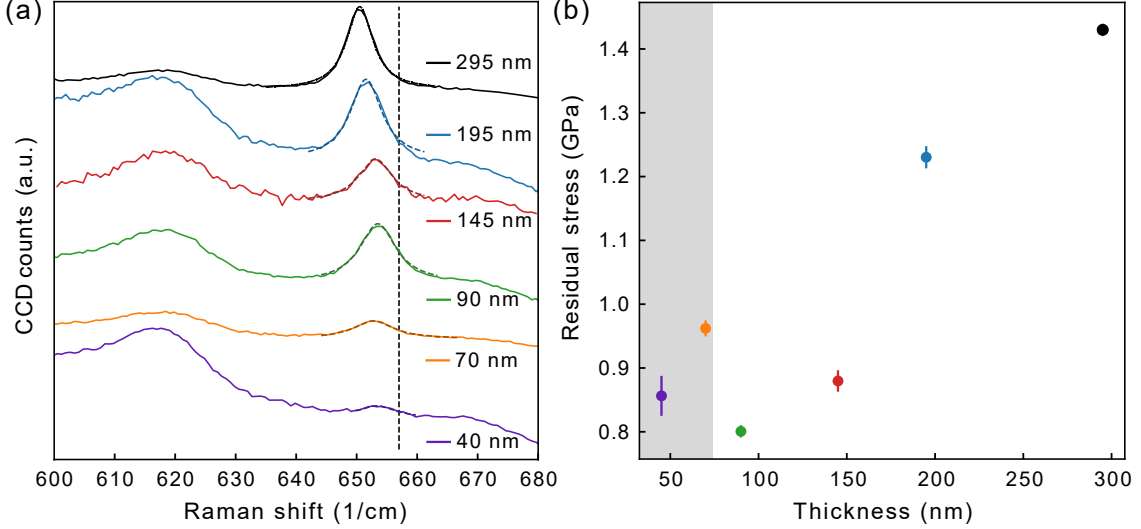 (a)
CCD counts (a.u.)
295 nm
195 nm
145 nm
90 nm
70 nm
40 nm
600 610 620 630 640 650 660 670 680
Raman shift (1/cm)
(b)
Residual stress (GPa)
1.4
1.3
1.2
1.1
1.0
0.9
0.8
50 100 150 200 250 300
Thickness (nm)